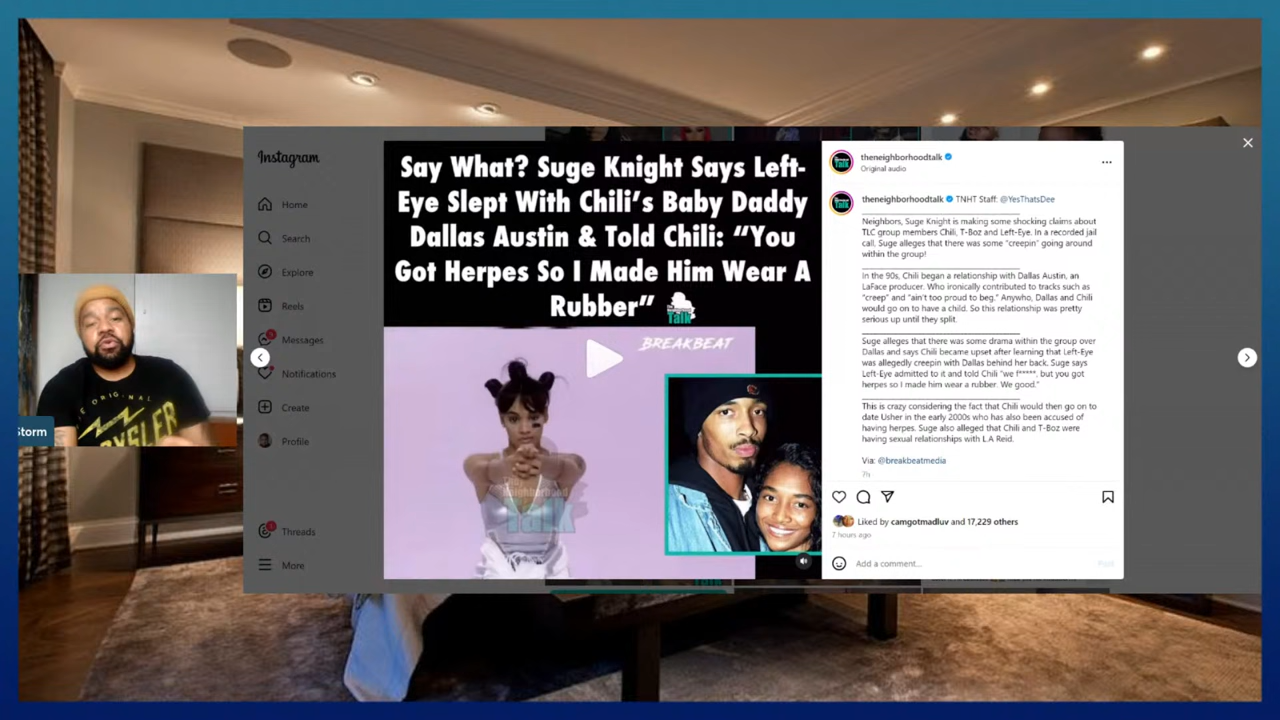 Instagram
Home
Search
Explore
Reels
Messages
Notifications
Create
Profile
Threads
More
Storm
Say What? Suge Knight Says Left-
Eye Slept With Chili's Baby Daddy
Dallas Austin & Told Chili: "You
Got Herpes So I Made Him Wear A
Rubber"
Talk
BREAKBEAT
Neighborhood
Talk
theneighborhoodtalk
Original audio
theneighborhoodtalk TNHT Staff: @YesThatsDee
Neighbors, Suge Knight is making some shocking claims about
TLC group members Chili, T-Boz and Left-Eye. In a recorded jail
call, Suge alleges that there was some "creepin" going around
within the group!
In the 90s, Chili began a relationship with Dallas Austin, an
LaFace producer. Who ironically contributed to tracks such as
"creep" and "ain't too proud to beg." Anywho, Dallas and Chili
would go on to have a child. So this relationship was pretty
serious up until they split.
Suge alleges that there was some drama within the group over
Dallas and says Chili became upset after learning that Left-Eye
was allegedly creepin with Dallas behind her back. Suge says
Left-Eye admitted to it and told Chili "we f*****, but you got
herpes so I made him wear a rubber. We good."
This is crazy considering the fact that Chili would then go on to
date Usher in the early 2000s who has also been accused of
having herpes. Suge also alleged that Chili and T-Boz were
having sexual relationships with L.A Reid.
Via: @breakbeatmedia
7h
Liked by camgotmadluv and 17,229 others
7 hours ago
Add a comment...
Post